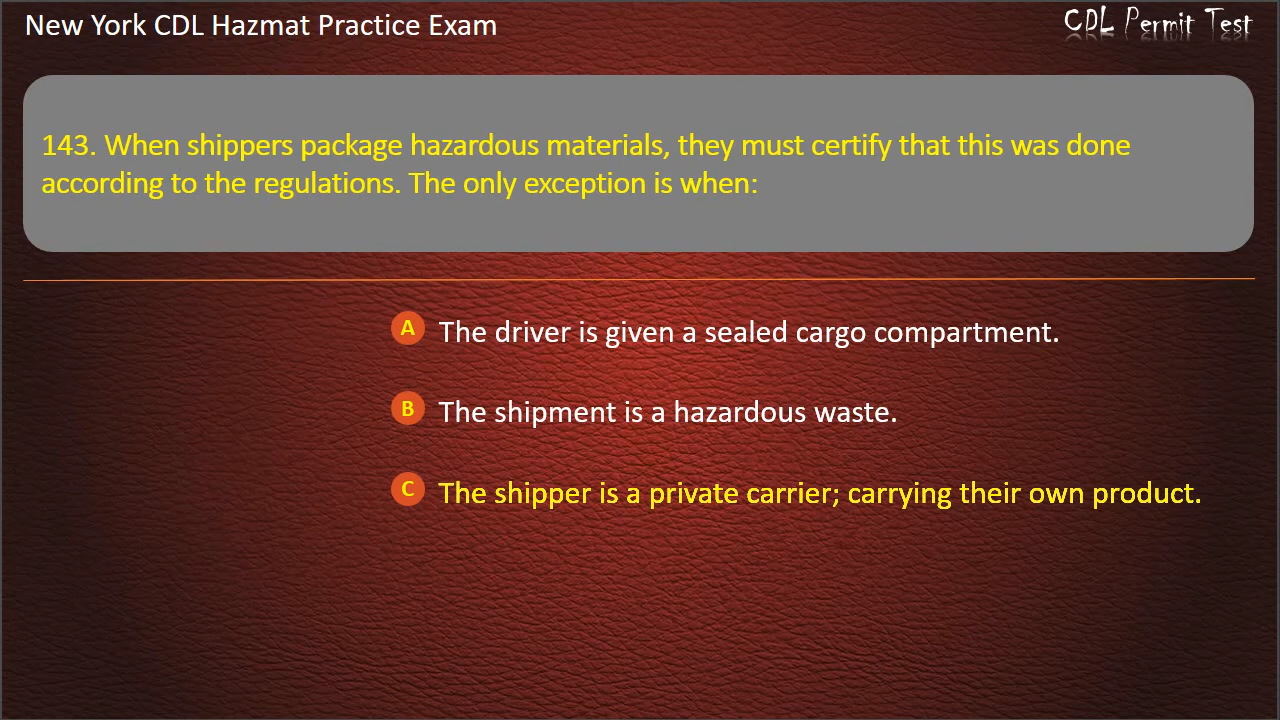 New York CDL Hazmat Practice Exam
CDL Permit Test
143. When shippers package hazardous materials, they must certify that this was done
according to the regulations. The only exception is when:
A The driver is given a sealed cargo compartment.
B The shipment is a hazardous waste.
C The shipper is a private carrier; carrying their own product.